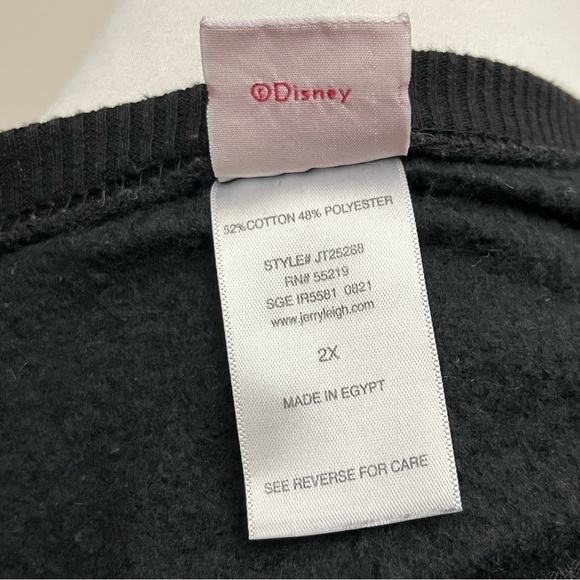 ©Disney
52%COTTON 48% POLYESTER
STYLE# JT25288
RN# 55219
SGE IR5581 0821
www.jerryleigh.com
2X
MADE IN EGYPT
SEE REVERSE FOR CARE